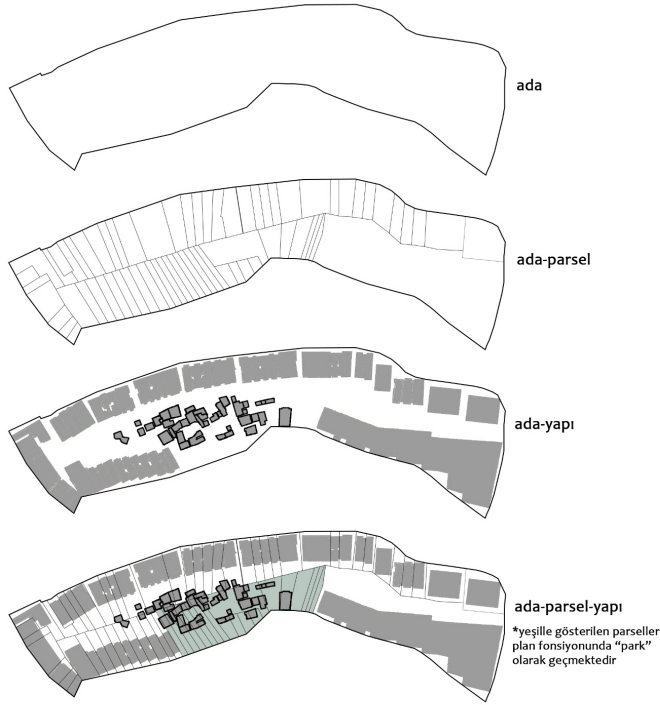 ada
ada-parsel
ada-yapı
ada-parsel-yapı
*yeşille gösterilen parseller
plan fonsiyonunda “park”
olarak geçmektedir